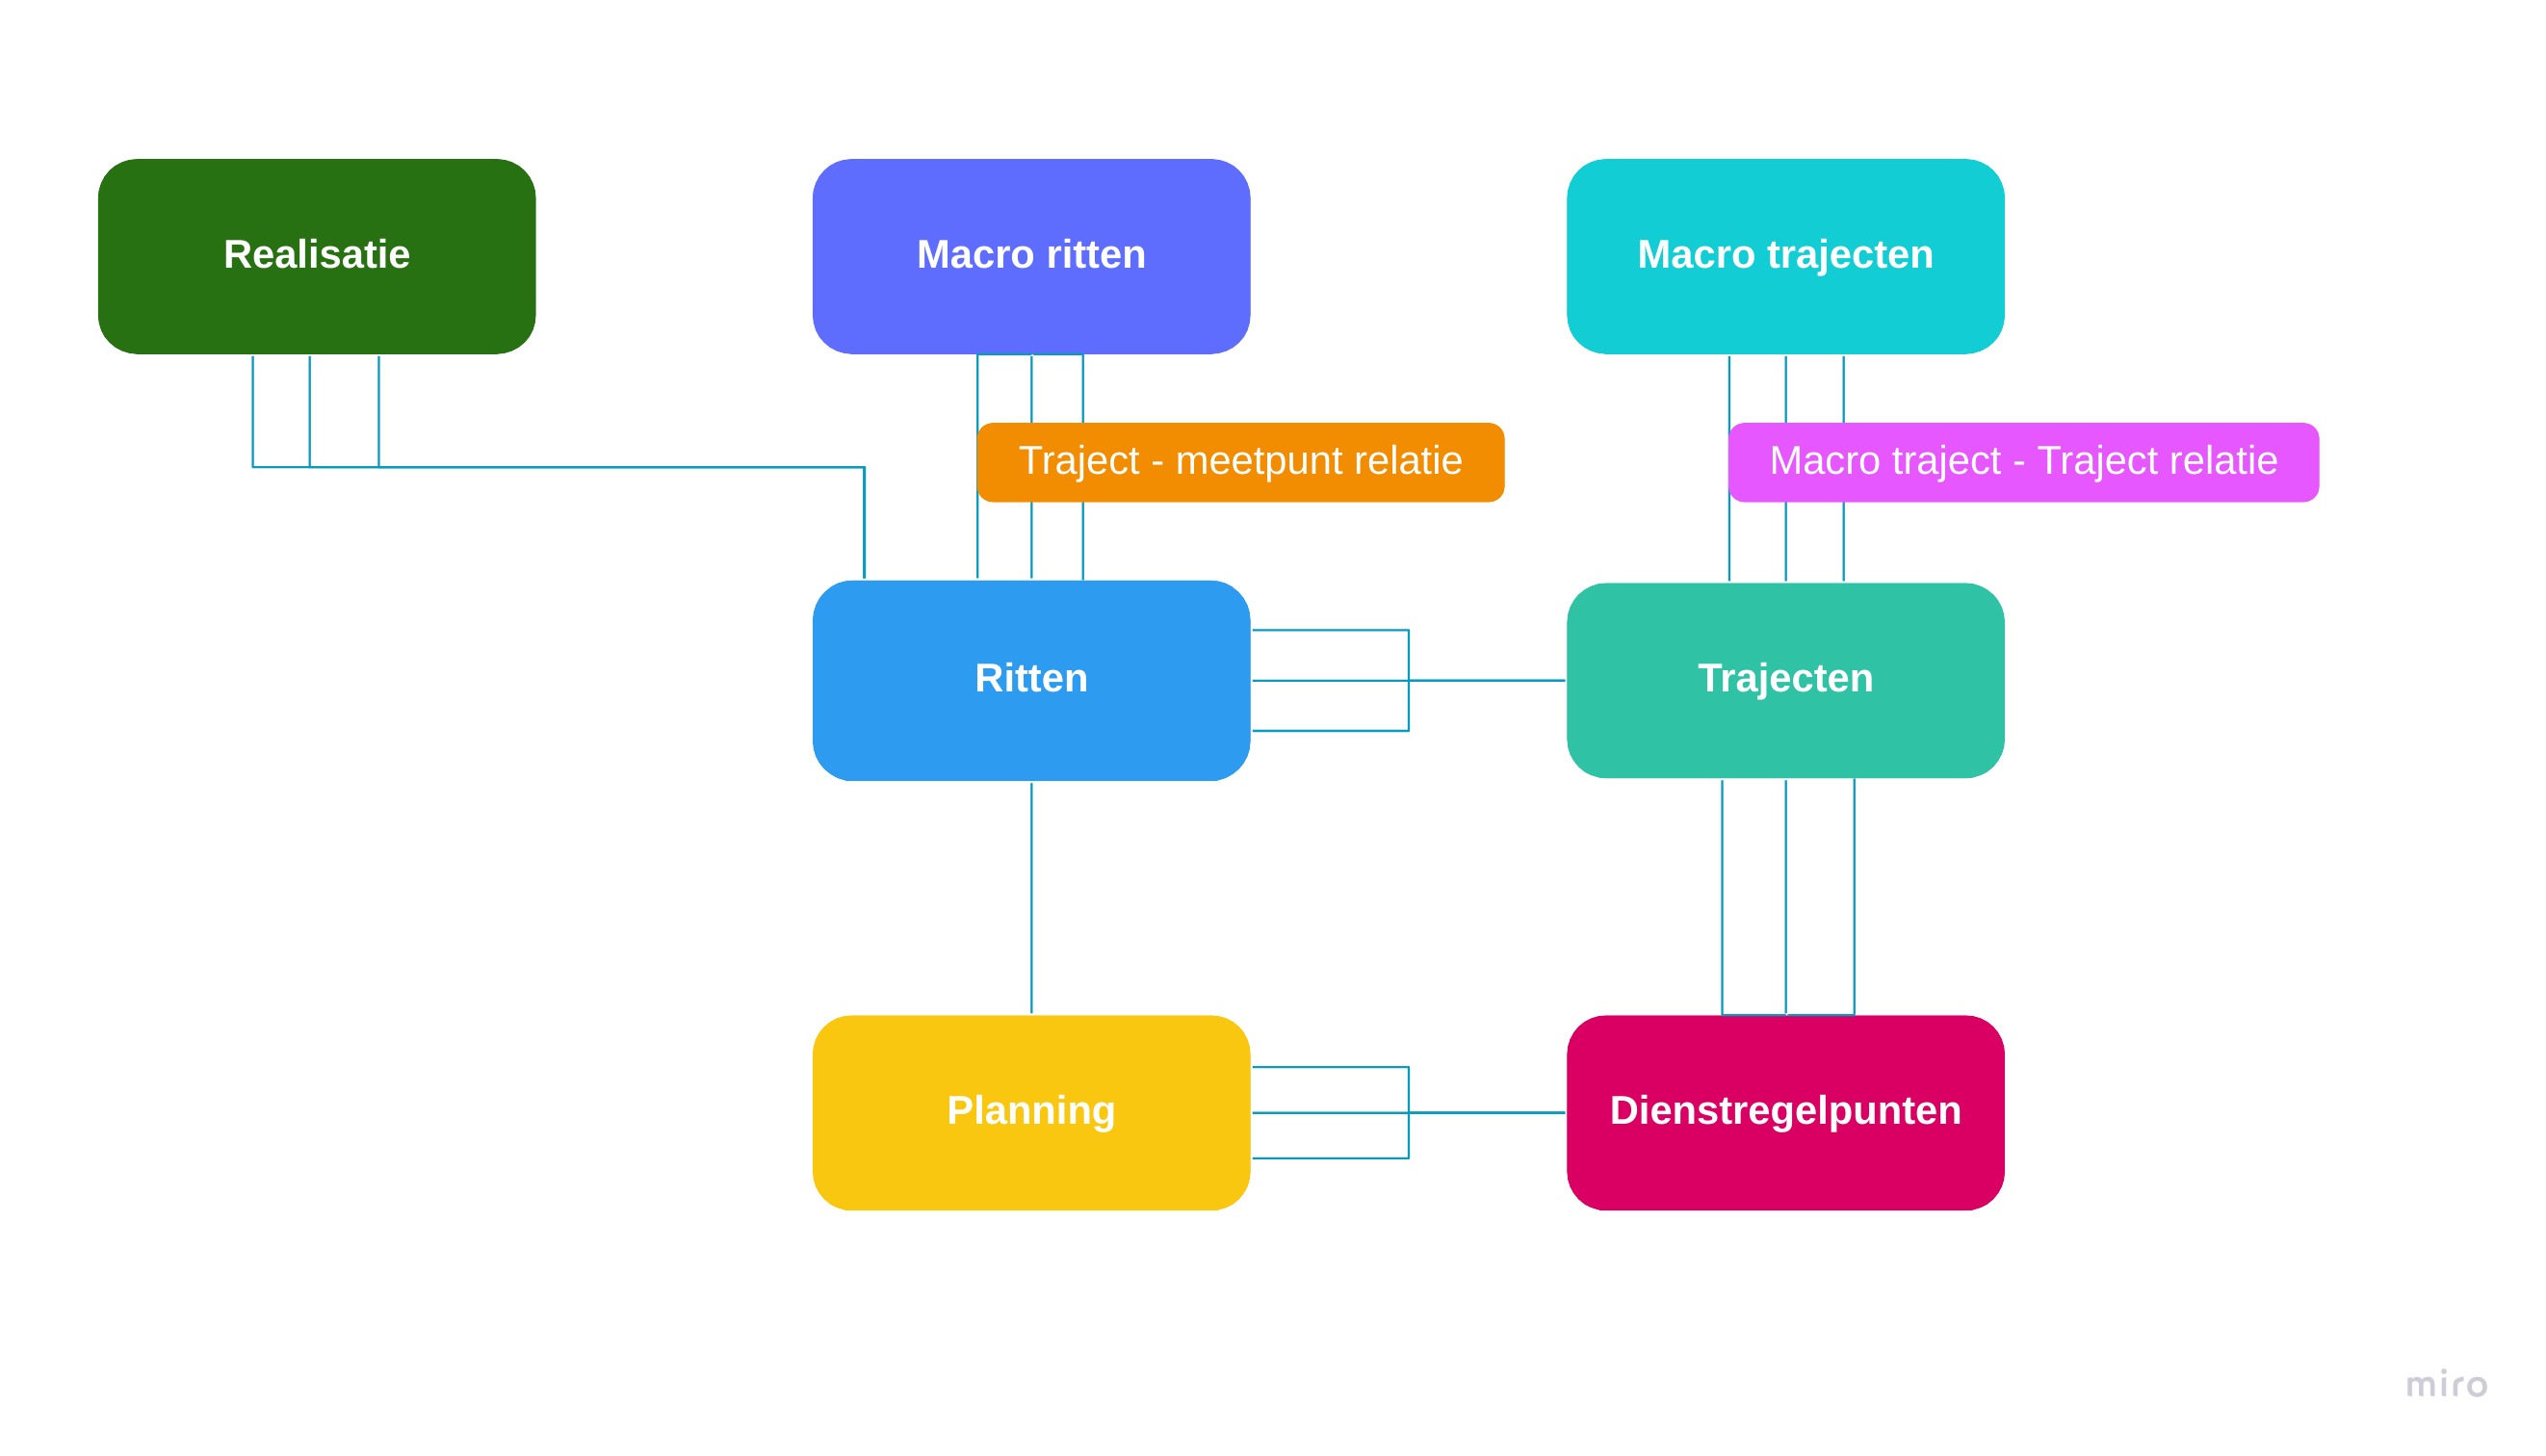 Realisatie
Macro ritten
Macro trajecten
Traject - meetpunt relatie
Macro traject - Traject relatie
Ritten
Trajecten
Planning
Dienstregelpunten
miro